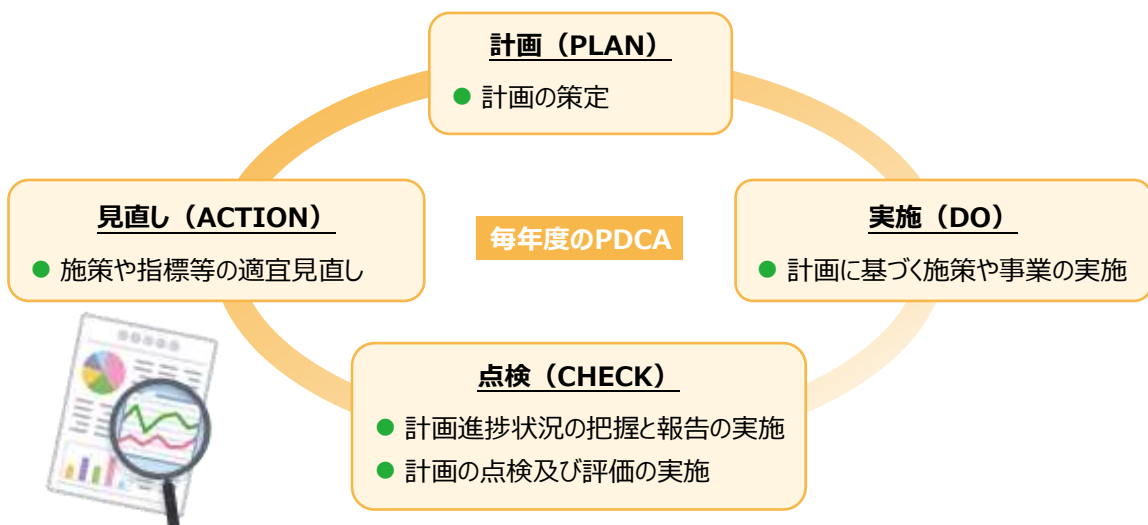 計画（PLAN）
● 計画の策定
見直し（ACTION）
● 施策や指標等の適宜見直し
毎年度のPDCA
実施（DO）
● 計画に基づく施策や事業の実施
点検（CHECK）
● 計画進捗状況の把握と報告の実施
● 計画の点検及び評価の実施